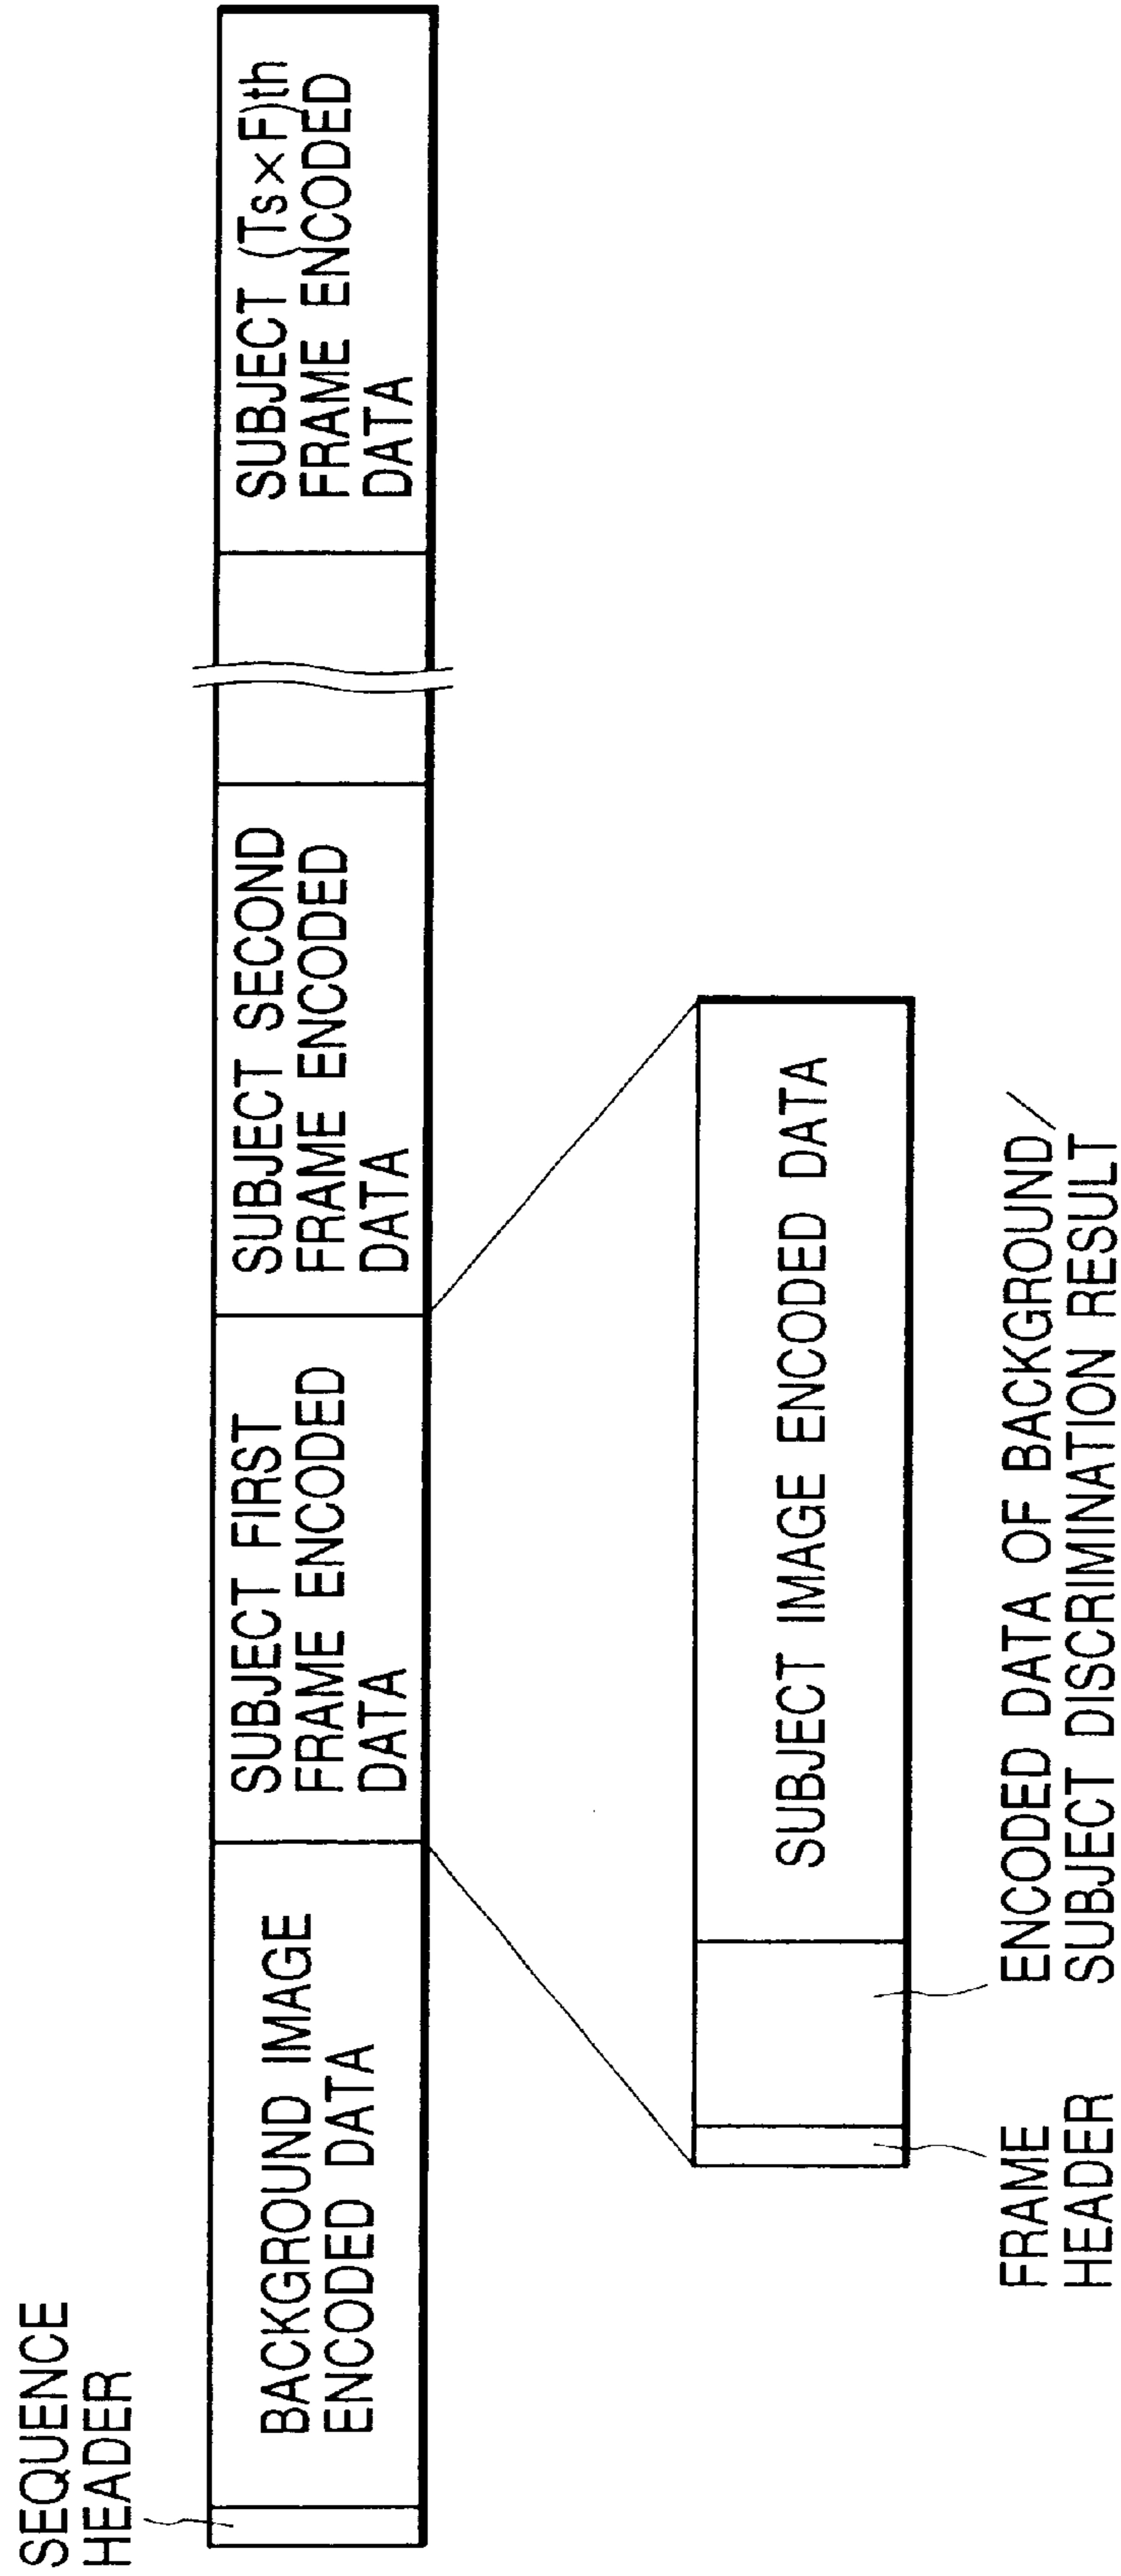 SEQUENCE
HEADER
BACKGROUND IMAGE
ENCODED DATA
SUBJECT FIRST
FRAME ENCODED
DATA
SUBJECT SECOND
FRAME ENCODED
DATA
SUBJECT (Ts×F)th
FRAME ENCODED
DATA
SUBJECT IMAGE ENCODED DATA
FRAME
HEADER
ENCODED DATA OF BACKGROUND/
SUBJECT DISCRIMINATION RESULT